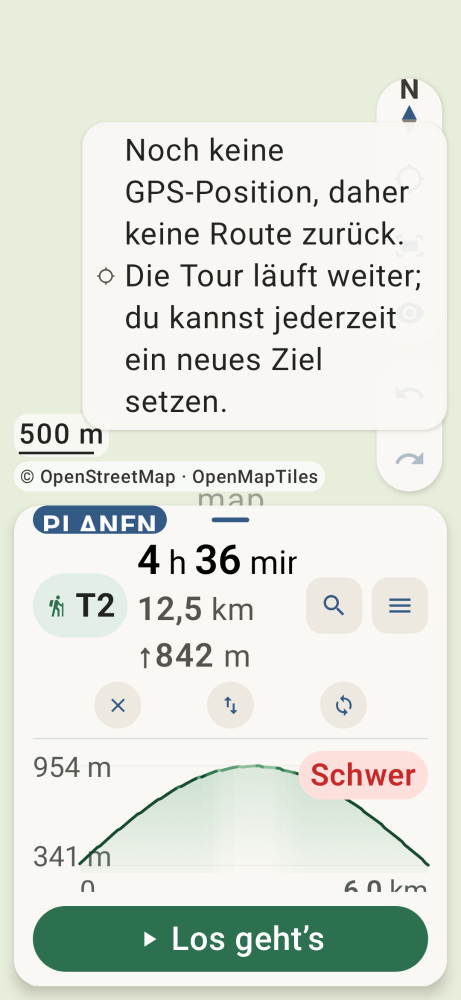 N
Noch keine
GPS-Position, daher
keine Route zurück.
Die Tour läuft weiter;
du kannst jederzeit
ein neues Ziel
setzen.
500 m
© OpenStreetMap · OpenMapTiles
map
PLANEN
4 h 36 mir
T2
12,5 km
↑842 m
954 m
Schwer
341 m
0
6,0 km
Los geht’s